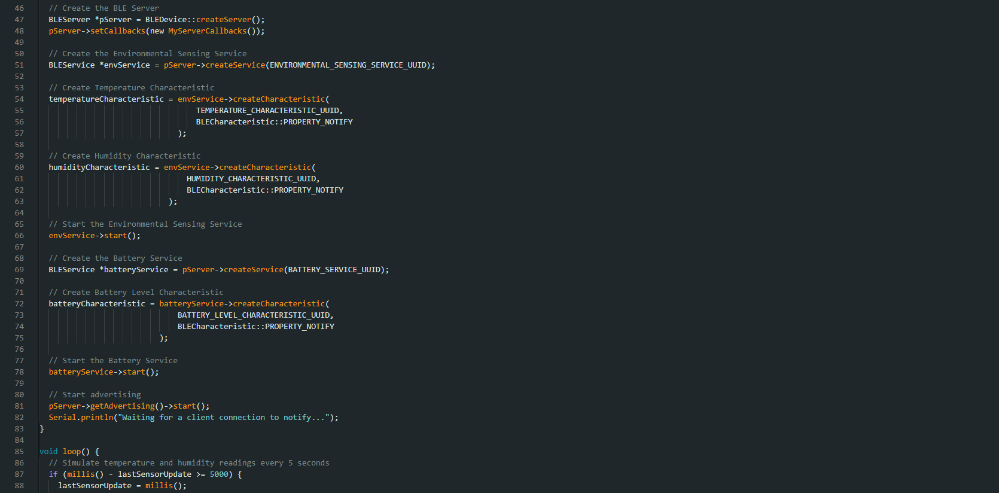 46 // Create the BLE Server
47 BLEServer *pServer = BLEDevice::createServer();
48 pServer->setCallbacks(new MyServerCallbacks());
49
50 // Create the Environmental Sensing Service
51 BLEService *envService = pServer->createService(ENVIRONMENTAL_SENSING_SERVICE_UUID);
52
53 // Create Temperature Characteristic
54 temperatureCharacteristic = envService->createCharacteristic(
55 TEMPERATURE_CHARACTERISTIC_UUID,
56 BLECharacteristic::PROPERTY_NOTIFY
57 );
58
59 // Create Humidity Characteristic
60 humidityCharacteristic = envService->createCharacteristic(
61 HUMIDITY_CHARACTERISTIC_UUID,
62 BLECharacteristic::PROPERTY_NOTIFY
63 );
64
65 // Start the Environmental Sensing Service
66 envService->start();
67
68 // Create the Battery Service
69 BLEService *batteryService = pServer->createService(BATTERY_SERVICE_UUID);
70
71 // Create Battery Level Characteristic
72 batteryCharacteristic = batteryService->createCharacteristic(
73 BATTERY_LEVEL_CHARACTERISTIC_UUID,
74 BLECharacteristic::PROPERTY_NOTIFY
75 );
76
77 // Start the Battery Service
78 batteryService->start();
79
80 // Start advertising
81 pServer->getAdvertising()->start();
82 Serial.println("Waiting for a client connection to notify...");
83 }
84
85 void loop() {
86 // Simulate temperature and humidity readings every 5 seconds
87 if (millis() - lastSensorUpdate >= 5000) {
88 lastSensorUpdate = millis();